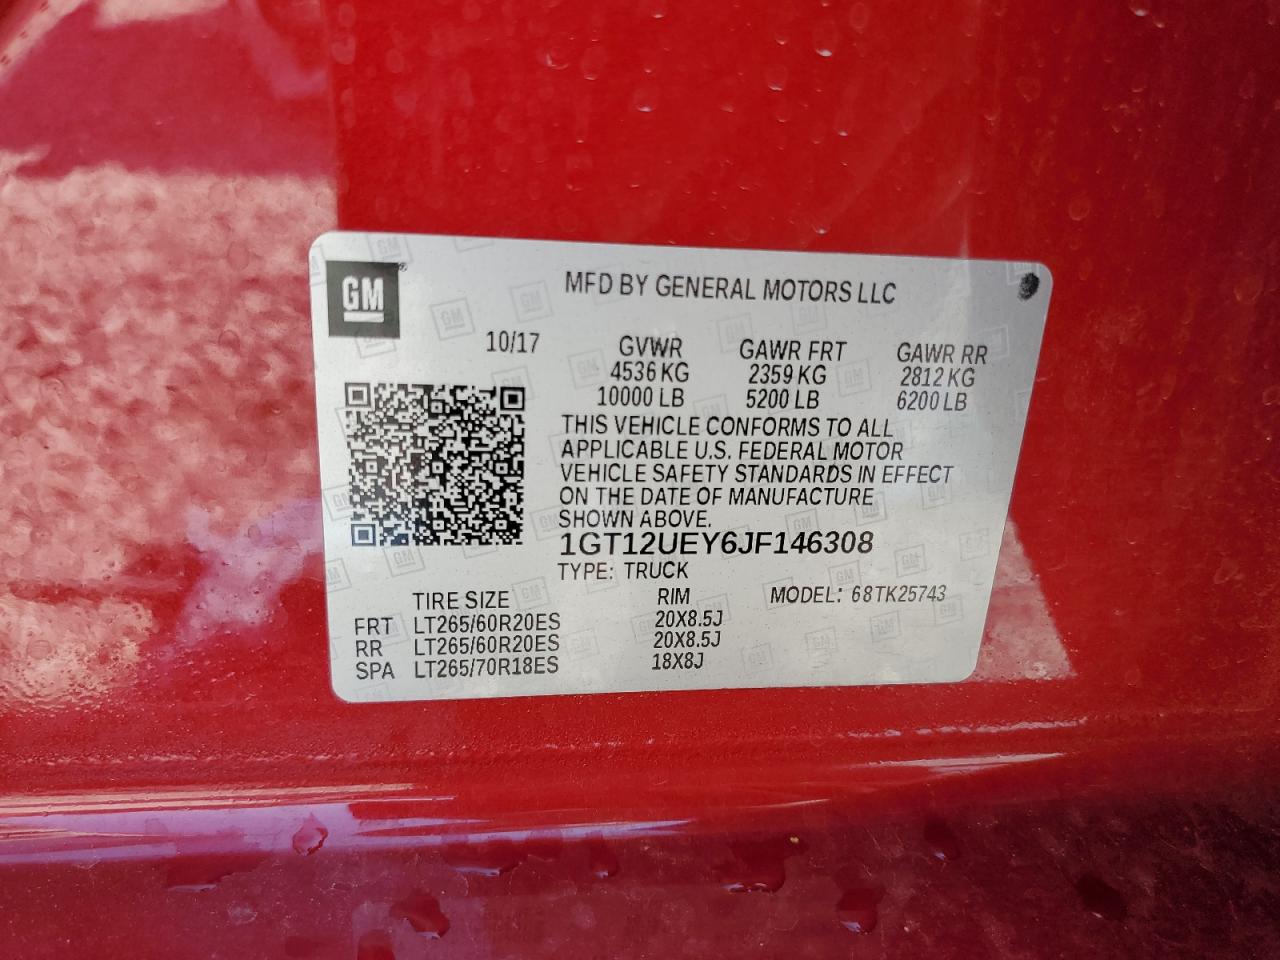 GM
MFD BY GENERAL MOTORS LLC
10/17 GVWR GAWR FRT GAWR RR
4536 KG 2359 KG 2812 KG
10000 LB 5200 LB 6200 LB
THIS VEHICLE CONFORMS TO ALL
APPLICABLE U.S. FEDERAL MOTOR
VEHICLE SAFETY STANDARDS IN EFFECT
ON THE DATE OF MANUFACTURE
SHOWN ABOVE.
1GT12UEY6JF146308
TYPE: TRUCK
TIRE SIZE RIM MODEL: 68TK25743
FRT LT265/60R20ES 20X8.5J
RR LT265/60R20ES 20X8.5J
SPA LT265/70R18ES 18X8J